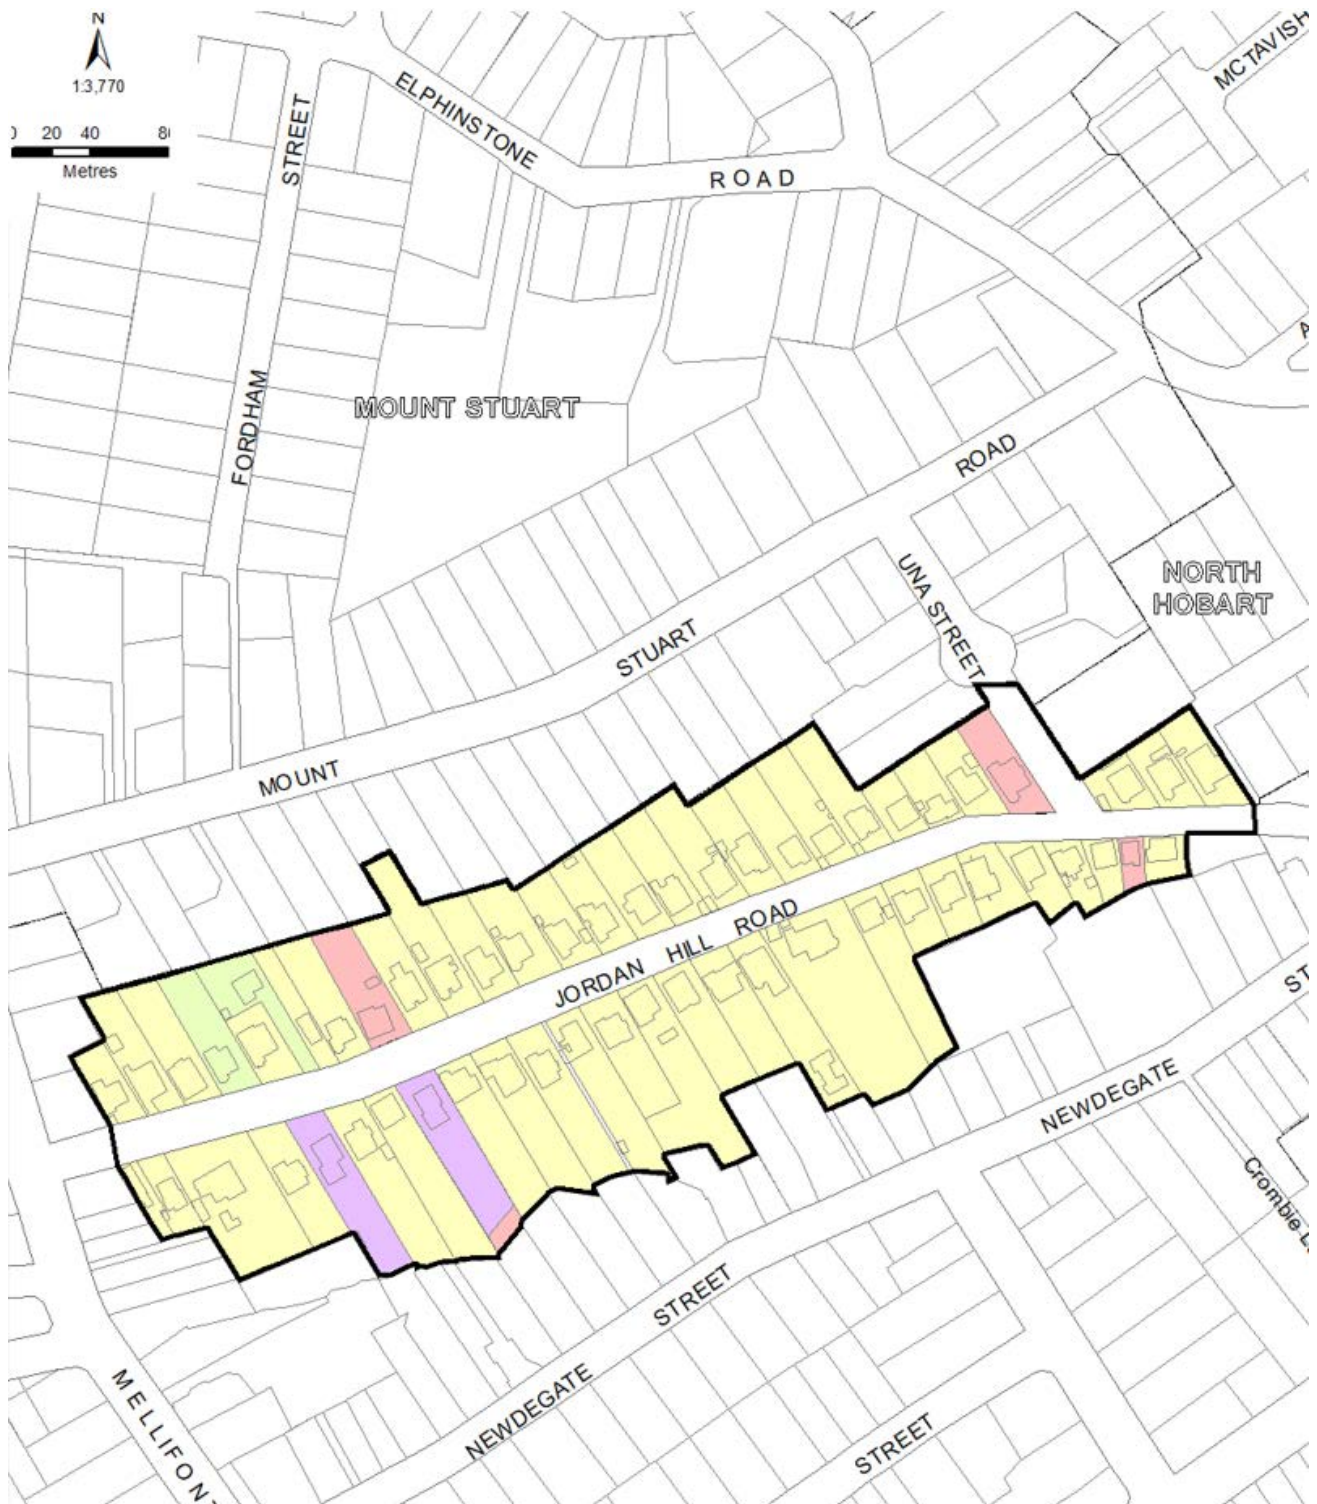 N
1:3,770
20 40
Metres
MCTAVISH
ELPHINSTONE
ROAD
STREET
FORDHAM
MOUNT STUART
ROAD
NORTH
HOBART
UNA STREET
STUART
MOUNT
JORDAN HILL ROAD
NEWDEGATE
Crombie
NEWDEGATE STREET
STREET